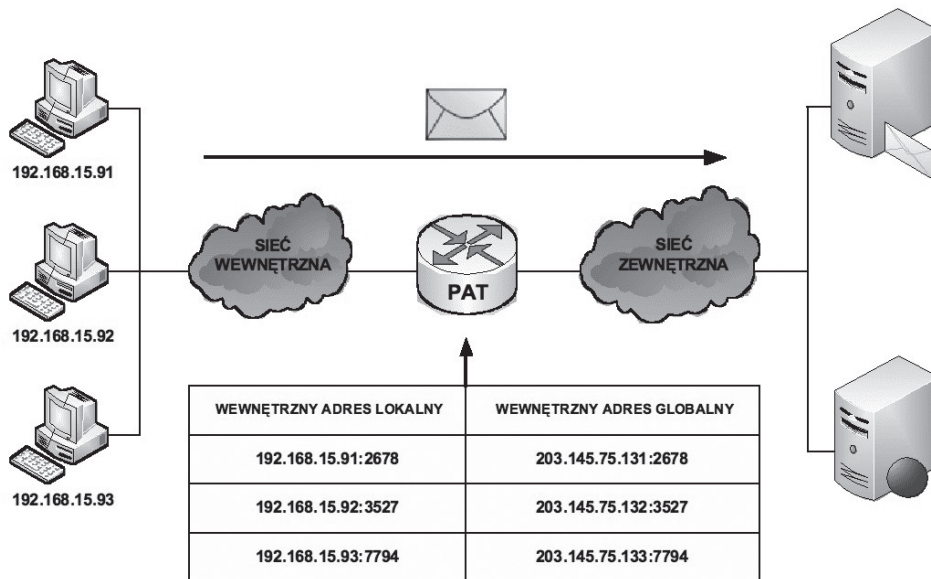 192.168.15.91
192.168.15.92
192.168.15.93
SIEĆ
WEWNĘTRZNA
PAT
SIEĆ
ZEWNĘTRZNA
WEWNĘTRZNY ADRES LOKALNY WEWNĘTRZNY ADRES GLOBALNY
192.168.15.91:2678 203.145.75.131:2678
192.168.15.92:3527 203.145.75.132:3527
192.168.15.93:7794 203.145.75.133:7794